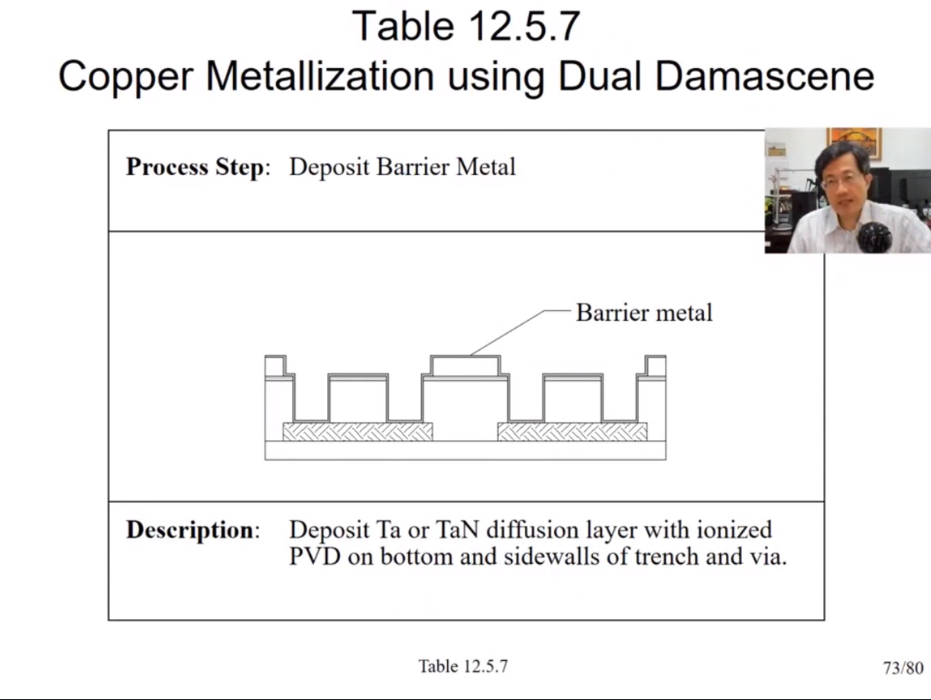 Table 12.5.7
Copper Metallization using Dual Damascene
Process Step: Deposit Barrier Metal
Barrier metal
Description: Deposit Ta or TaN diffusion layer with ionized
PVD on bottom and sidewalls of trench and via.
Table 12.5.7
73/80